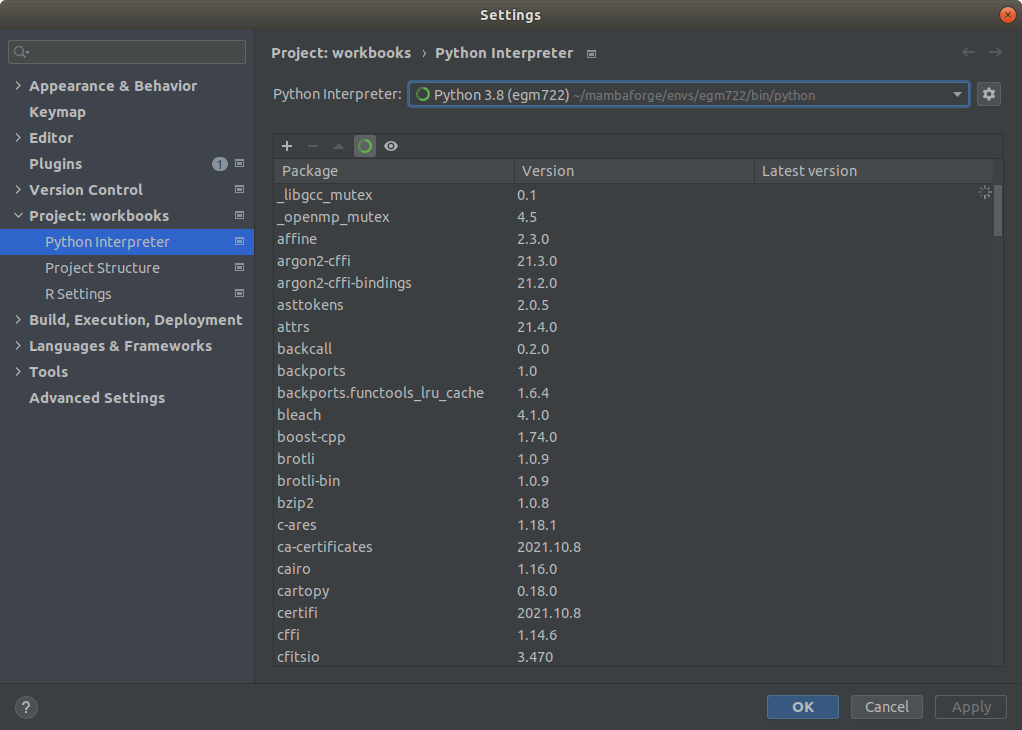 Settings
Project: workbooks › Python Interpreter
Python Interpreter: Python 3.8 (egm722) ~/mambaforge/envs/egm722/bin/python
Appearance & Behavior
Keymap
Editor
Plugins 1
Version Control
Project: workbooks
Python Interpreter
Project Structure
R Settings
Build, Execution, Deployment
Languages & Frameworks
Tools
Advanced Settings
Package Version Latest version
_libgcc_mutex 0.1
_openmp_mutex 4.5
affine 2.3.0
argon2-cffi 21.3.0
argon2-cffi-bindings 21.2.0
asttokens 2.0.5
attrs 21.4.0
backcall 0.2.0
backports 1.0
backports.functools_lru_cache 1.6.4
bleach 4.1.0
boost-cpp 1.74.0
brotli 1.0.9
brotli-bin 1.0.9
bzip2 1.0.8
c-ares 1.18.1
ca-certificates 2021.10.8
cairo 1.16.0
cartopy 0.18.0
certifi 2021.10.8
cffi 1.14.6
cfitsio 3.470
? OK Cancel Apply